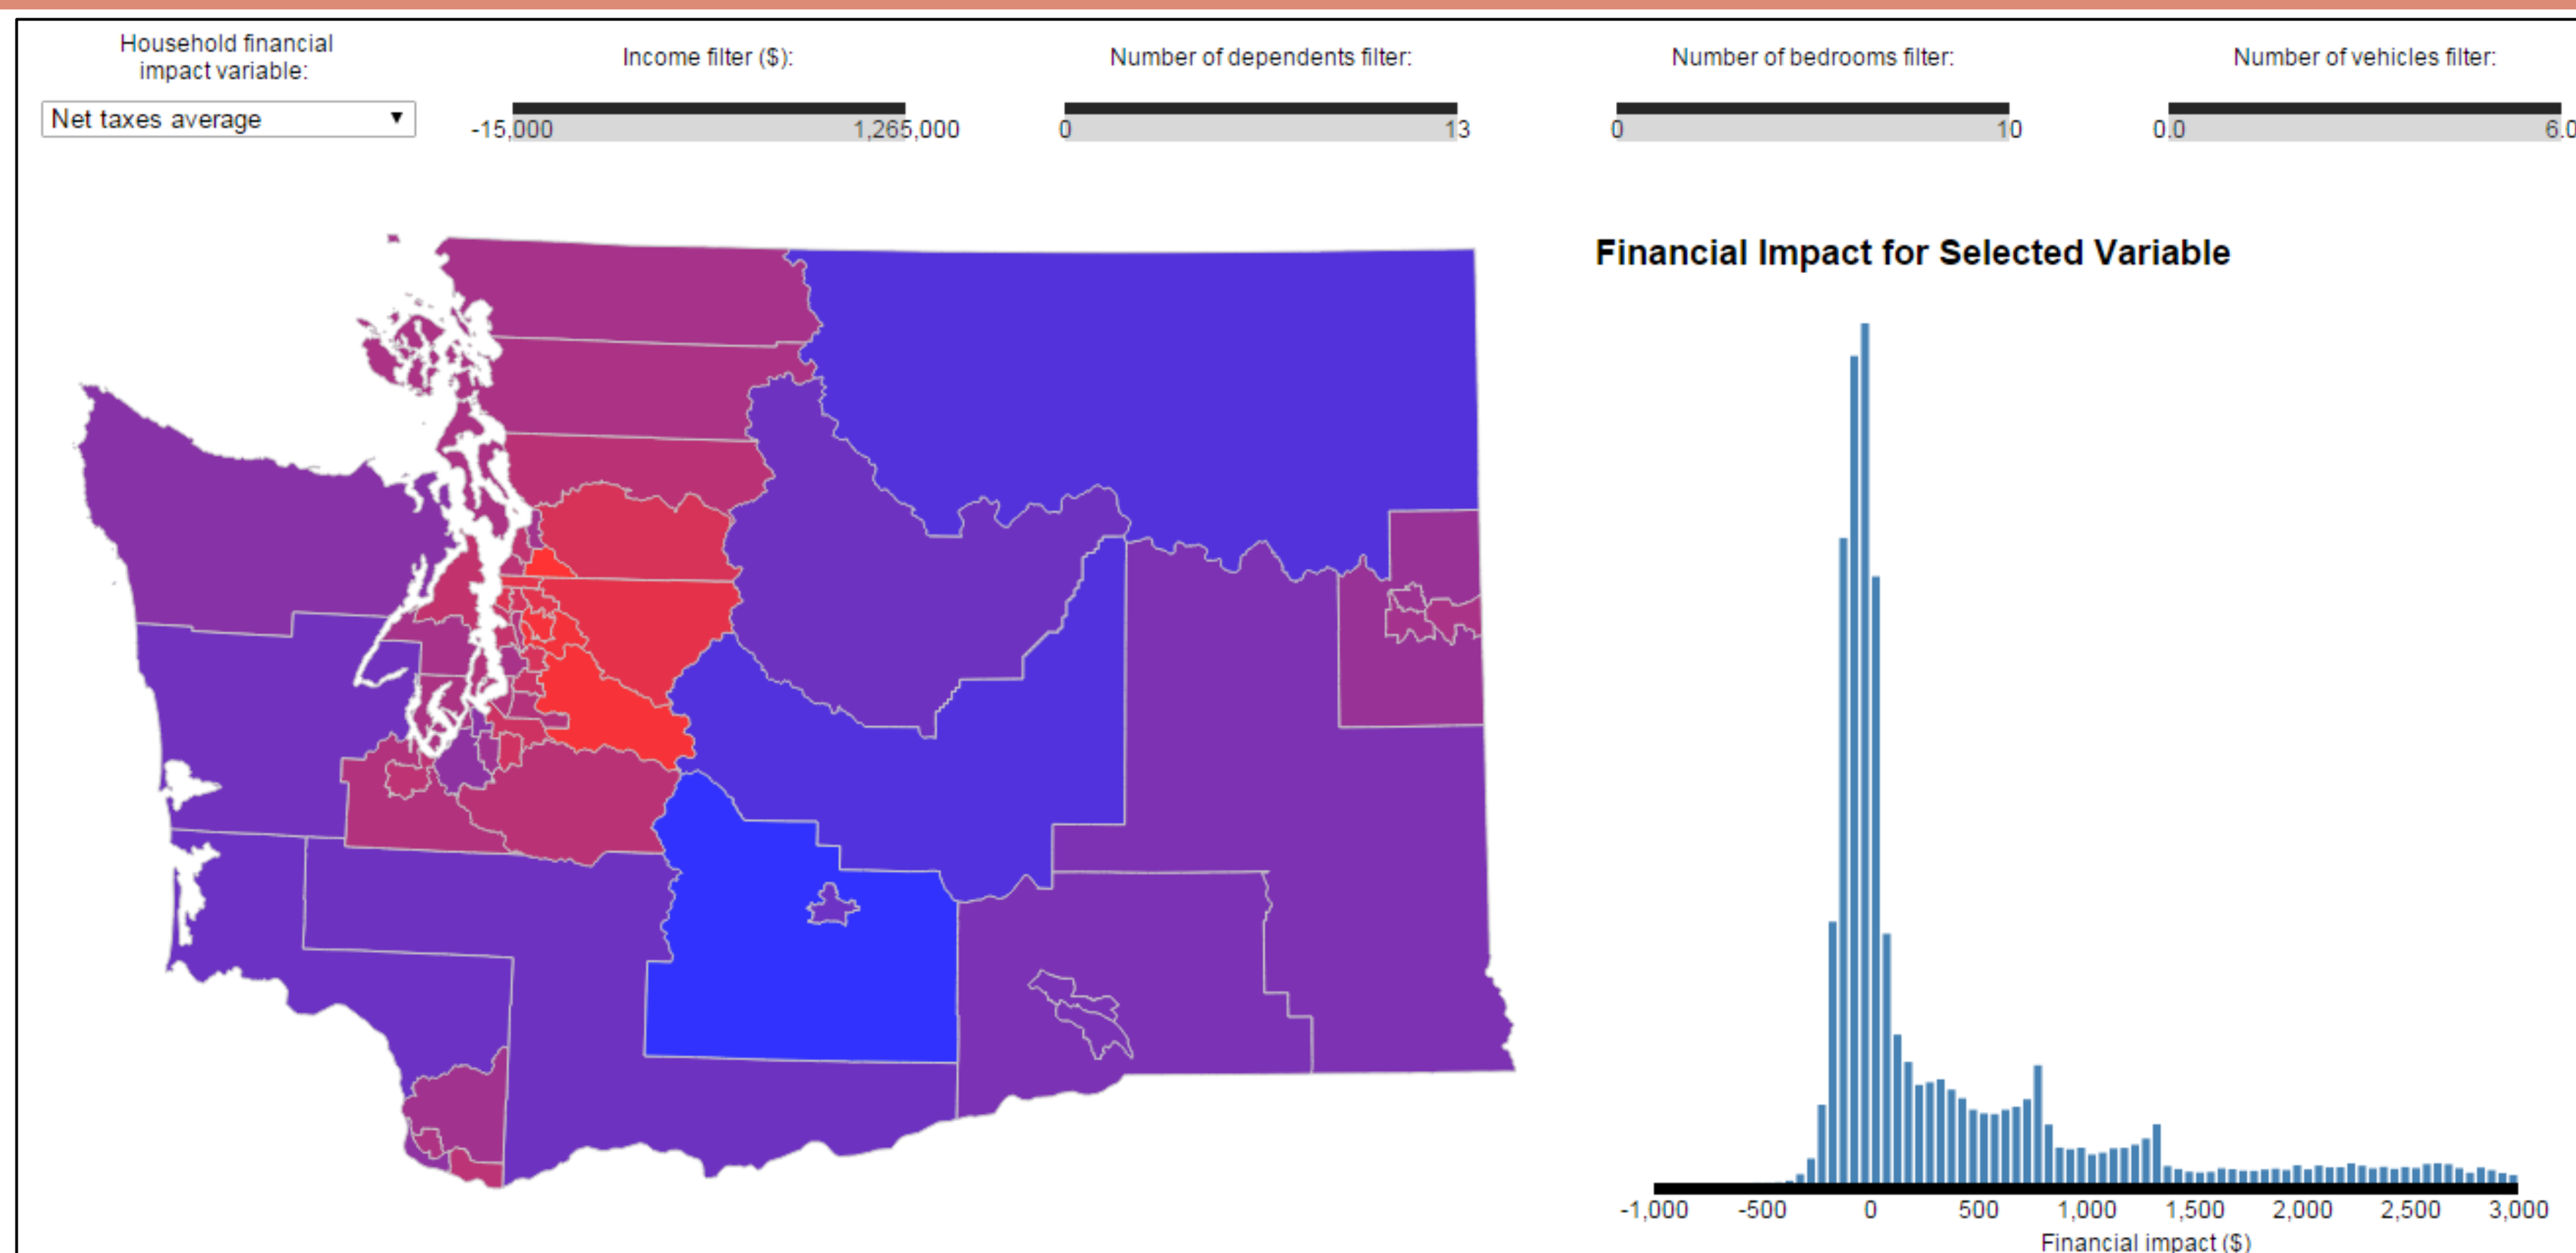 Household financial
impact variable:
Net taxes average
Income filter ($):
-15,000 1,265,000
Number of dependents filter:
0 13
Number of bedrooms filter:
0 10
Number of vehicles filter:
0.0 6.0
Financial Impact for Selected Variable
-1,000 -500 0 500 1,000 1,500 2,000 2,500 3,000
Financial impact ($)